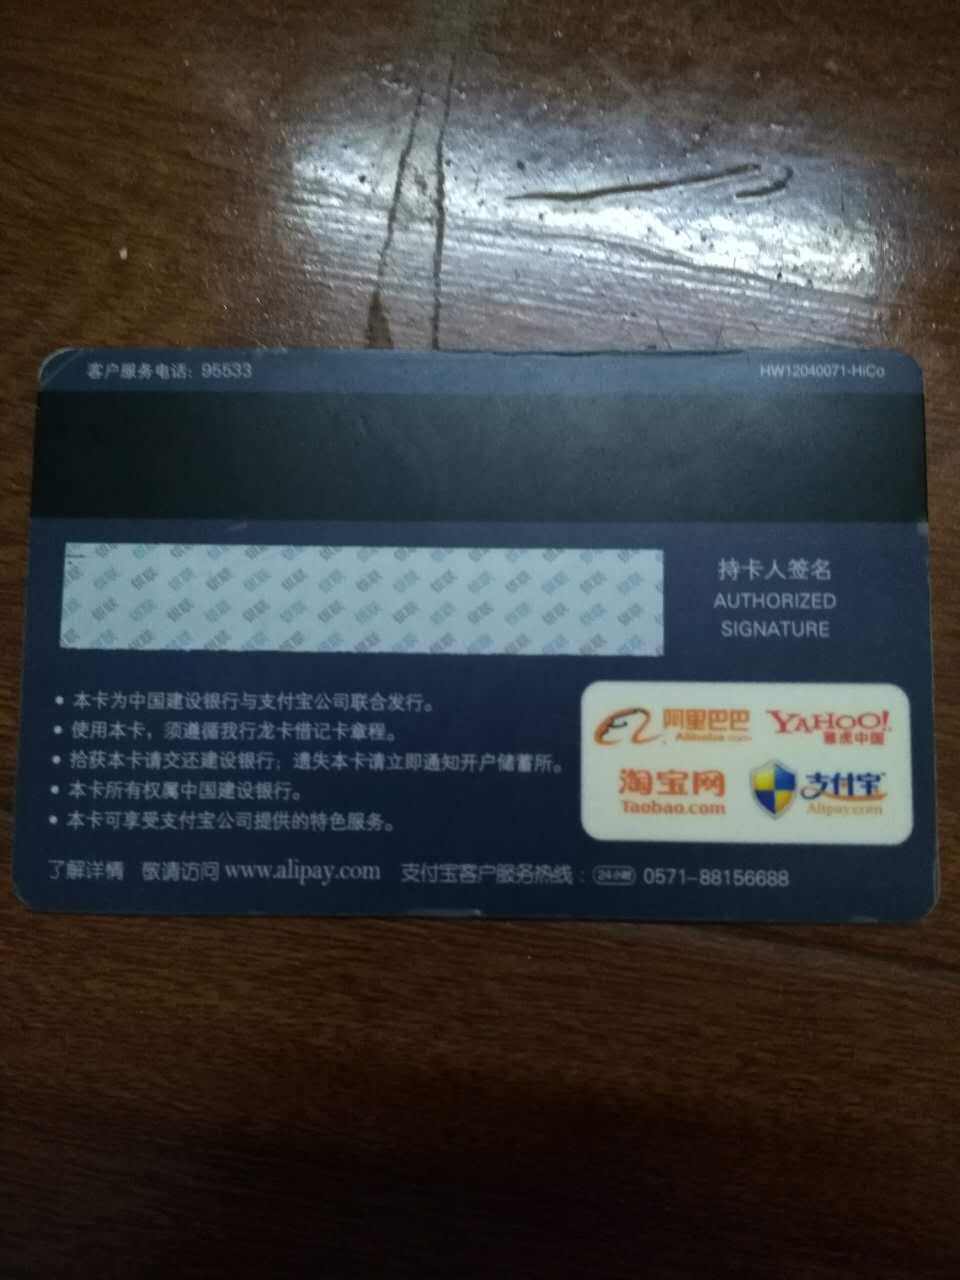 客户服务电话：95533
HW12040071-HiCo
持卡人签名
AUTHORIZED
SIGNATURE
• 本卡为中国建设银行与支付宝公司联合发行。
• 使用本卡，须遵循我行龙卡借记卡章程。
• 拾获本卡请交还建设银行；遗失本卡请立即通知开户储蓄所。
• 本卡所有权属中国建设银行。
• 本卡可享受支付宝公司提供的特色服务。
阿里巴巴
Alibaba.com
YAHOO!
雅虎中国
淘宝网
Taobao.com
支付宝
Alipay.com
了解详情 敬请访问 www.alipay.com 支付宝客户服务热线：24小时 0571-88156688